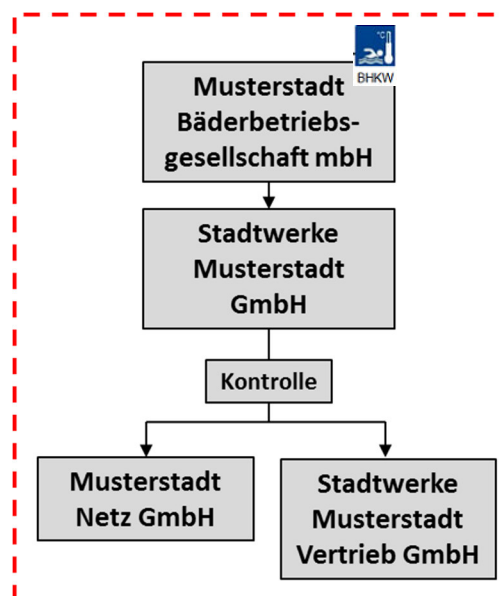 °C
BHKW
Musterstadt
Bäderbetriebs-
gesellschaft mbH
Stadtwerke
Musterstadt
GmbH
Kontrolle
Musterstadt
Netz GmbH
Stadtwerke
Musterstadt
Vertrieb GmbH